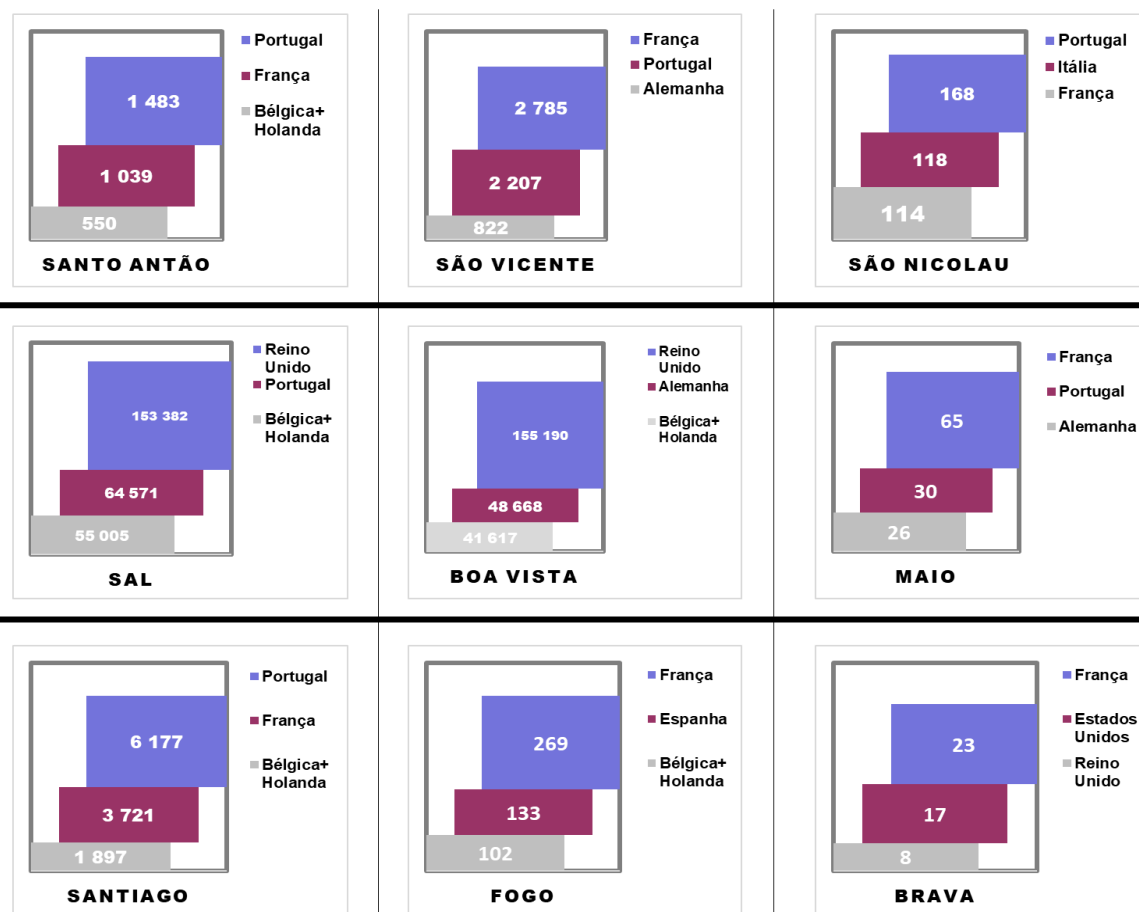 1 483
1 039
550
Portugal
França
Bélgica+
Holanda
SANTO ANTÃO
2 785
2 207
822
França
Portugal
Alemanha
SÃO VICENTE
168
118
114
Portugal
Itália
França
SÃO NICOLAU
153 382
64 571
55 005
Reino
Unido
Portugal
Bélgica+
Holanda
SAL
155 190
48 668
41 617
Reino
Unido
Alemanha
Bélgica+
Holanda
BOA VISTA
65
30
26
França
Portugal
Alemanha
MAIO
6 177
3 721
1 897
Portugal
França
Bélgica+
Holanda
SANTIAGO
269
133
102
França
Espanha
Bélgica+
Holanda
FOGO
23
17
8
França
Estados
Unidos
Reino
Unido
BRAVA